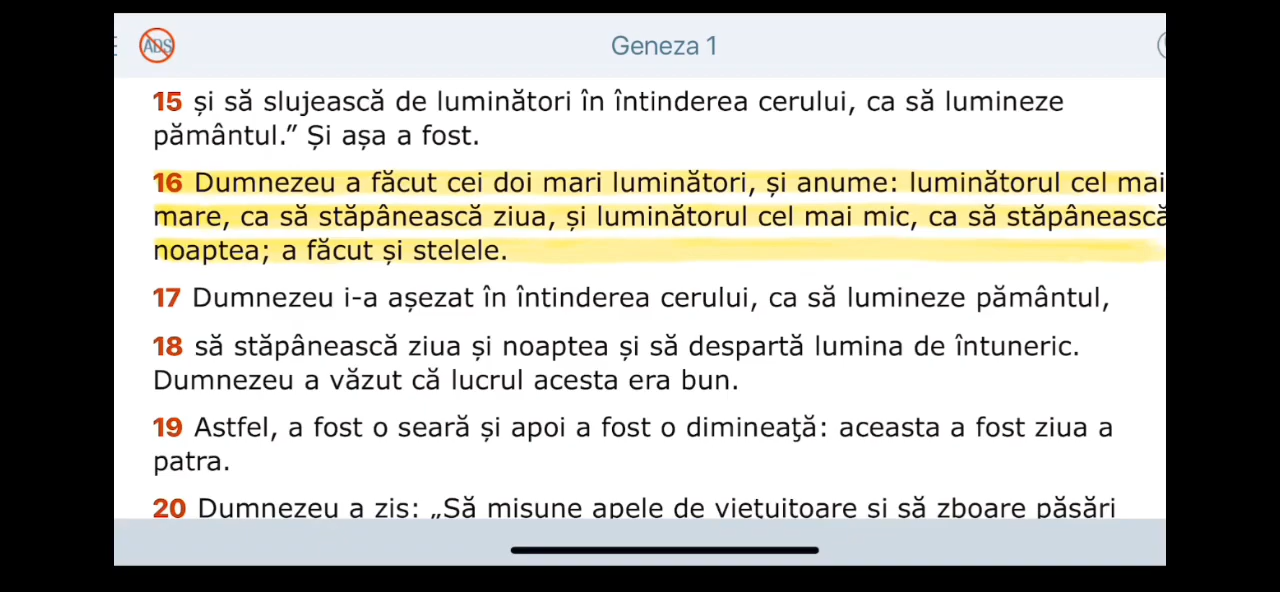 ADS
Geneza 1
15 și să slujească de luminători în întinderea cerului, ca să lumineze
pământul.” Și așa a fost.
16 Dumnezeu a făcut cei doi mari luminători, și anume: luminătorul cel mai
mare, ca să stăpânească ziua, și luminătorul cel mai mic, ca să stăpânească
noaptea; a făcut și stelele.
17 Dumnezeu i-a așezat în întinderea cerului, ca să lumineze pământul,
18 să stăpânească ziua și noaptea și să despartă lumina de întuneric.
Dumnezeu a văzut că lucrul acesta era bun.
19 Astfel, a fost o seară și apoi a fost o dimineaţă: aceasta a fost ziua a
patra.
20 Dumnezeu a zis: „Să mișune apele de viețuitoare și să zboare păsări